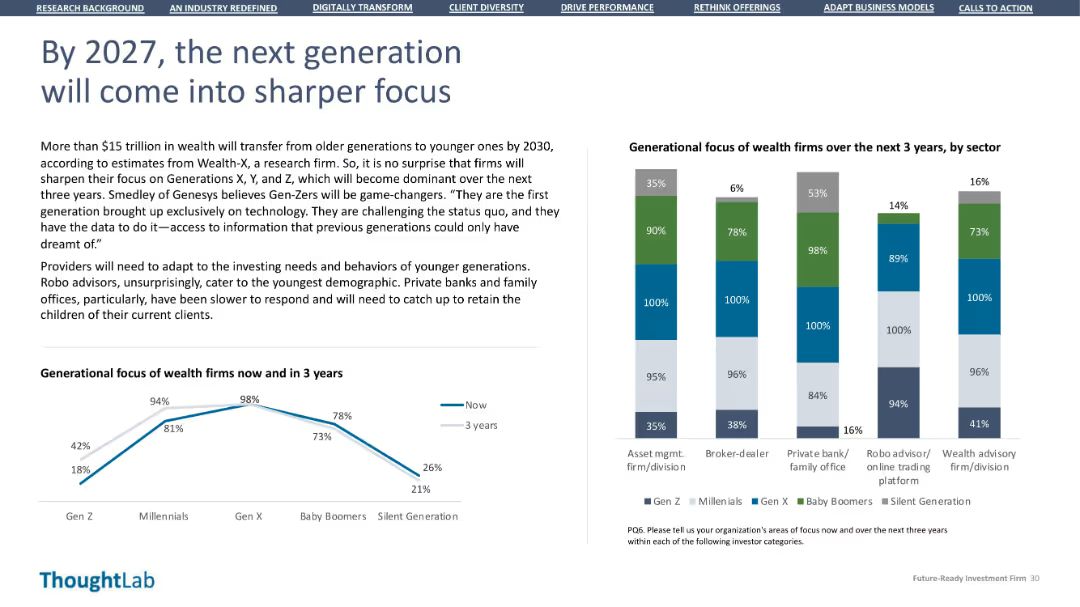 RESEARCH BACKGROUND AN INDUSTRY REDEFINED DIGITALLY TRANSFORM CLIENT DIVERSITY DRIVE PERFORMANCE RETHINK OFFERINGS ADAPT BUSINESS MODELS CALLS TO ACTION
By 2027, the next generation
will come into sharper focus
More than $15 trillion in wealth will transfer from older generations to younger ones by 2030,
according to estimates from Wealth-X, a research firm. So, it is no surprise that firms will
sharpen their focus on Generations X, Y, and Z, which will become dominant over the next
three years. Smedley of Genesys believes Gen-Zers will be game-changers. “They are the first
generation brought up exclusively on technology. They are challenging the status quo, and they
have the data to do it—access to information that previous generations could only have
dreamt of.”
Providers will need to adapt to the investing needs and behaviors of younger generations.
Robo advisors, unsurprisingly, cater to the youngest demographic. Private banks and family
offices, particularly, have been slower to respond and will need to catch up to retain the
children of their current clients.
Generational focus of wealth firms now and in 3 years
94% 98%
81% 78%
73%
42%
18%
26%
21%
Now
3 years
Gen Z Millennials Gen X Baby Boomers Silent Generation
Generational focus of wealth firms over the next 3 years, by sector
35% 6% 53% 14% 16%
90% 78% 98% 89% 73%
100% 100% 100% 100% 100%
95% 96% 84% 94% 96%
35% 38% 16% 41%
Asset mgmt.
firm/division
Broker-dealer
Private bank/
family office
Robo advisor/
online trading
platform
Wealth advisory
firm/division
Gen Z Millenials Gen X Baby Boomers Silent Generation
PQ6. Please tell us your organization's areas of focus now and over the next three years
within each of the following investor categories.
ThoughtLab
Future-Ready Investment Firm 30